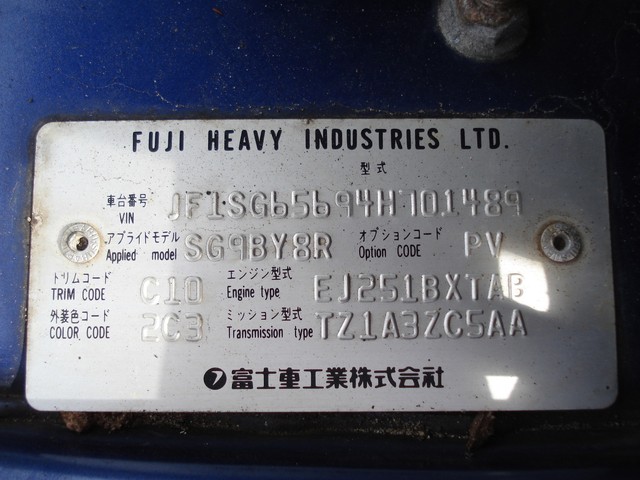 FUJI HEAVY INDUSTRIES LTD.
型式
車台番号 VIN JF1SG65694H701489
アプライドモデル Applied model SG9BY8R オプションコード Option CODE PV
トリムコード TRIM CODE C10 エンジン型式 Engine type EJ251BXTAB
外装色コード COLOR CODE 2C3 ミッション型式 Transmission type TZ1A3ZC5AA
富士重工業株式会社